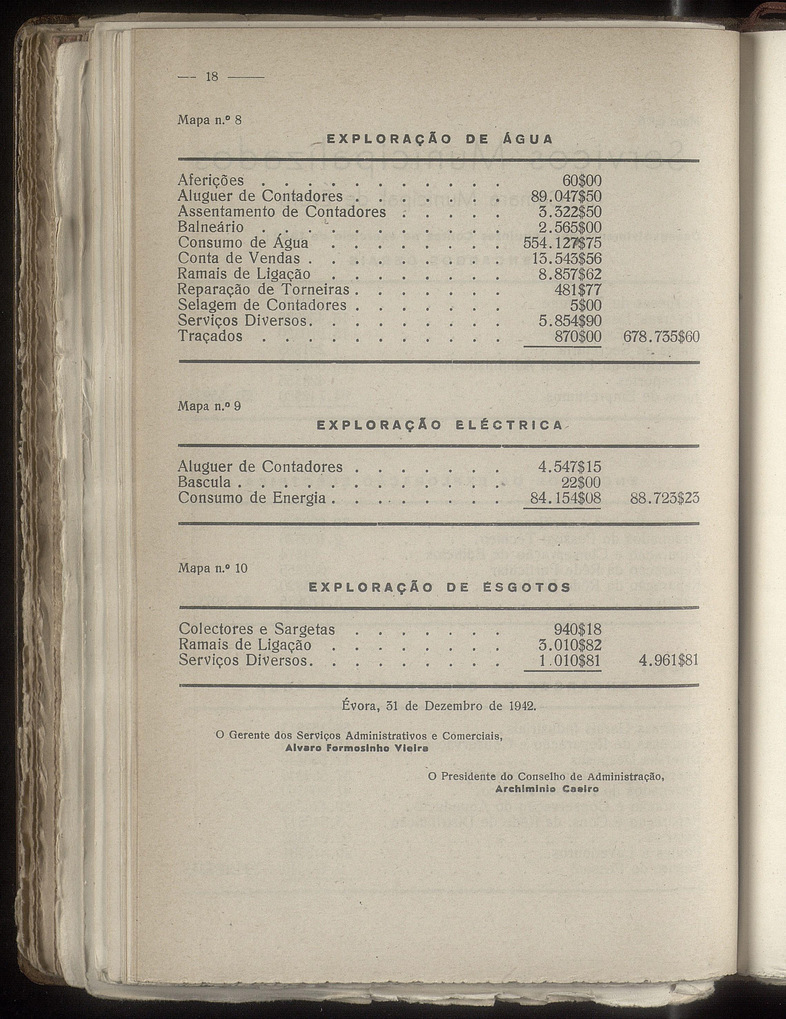 — 18 —
Mapa n.º 8
EXPLORAÇÃO DE ÁGUA
Aferições . . . . . . . . . . . 60$00
Aluguer de Contadores . . . . . . . 89.047$50
Assentamento de Contadores . . . . . 3.322$50
Balneário . . . . . . . . . . . 2.565$00
Consumo de Água . . . . . . . . 554.127$75
Conta de Vendas . . . . . . . . . 13.543$56
Ramais de Ligação . . . . . . . . 8.857$62
Reparação de Torneiras . . . . . . . 481$77
Selagem de Contadores . . . . . . . 5$00
Serviços Diversos. . . . . . . . . 5.854$90
Traçados . . . . . . . . . . . 870$00 678.735$60
Mapa n.º 9
EXPLORAÇÃO ELÉCTRICA
Aluguer de Contadores . . . . . . . 4.547$15
Bascula . . . . . . . . . . . . 22$00
Consumo de Energia . . . . . . . . 84.154$08 88.723$23
Mapa n.º 10
EXPLORAÇÃO DE ESGOTOS
Colectores e Sargetas . . . . . . . 940$18
Ramais de Ligação . . . . . . . . 3.010$82
Serviços Diversos. . . . . . . . . 1.010$81 4.961$81
Évora, 31 de Dezembro de 1942.
O Gerente dos Serviços Administrativos e Comerciais,
Alvaro Formosinho Vieira
O Presidente do Conselho de Administração,
Archiminio Caeiro